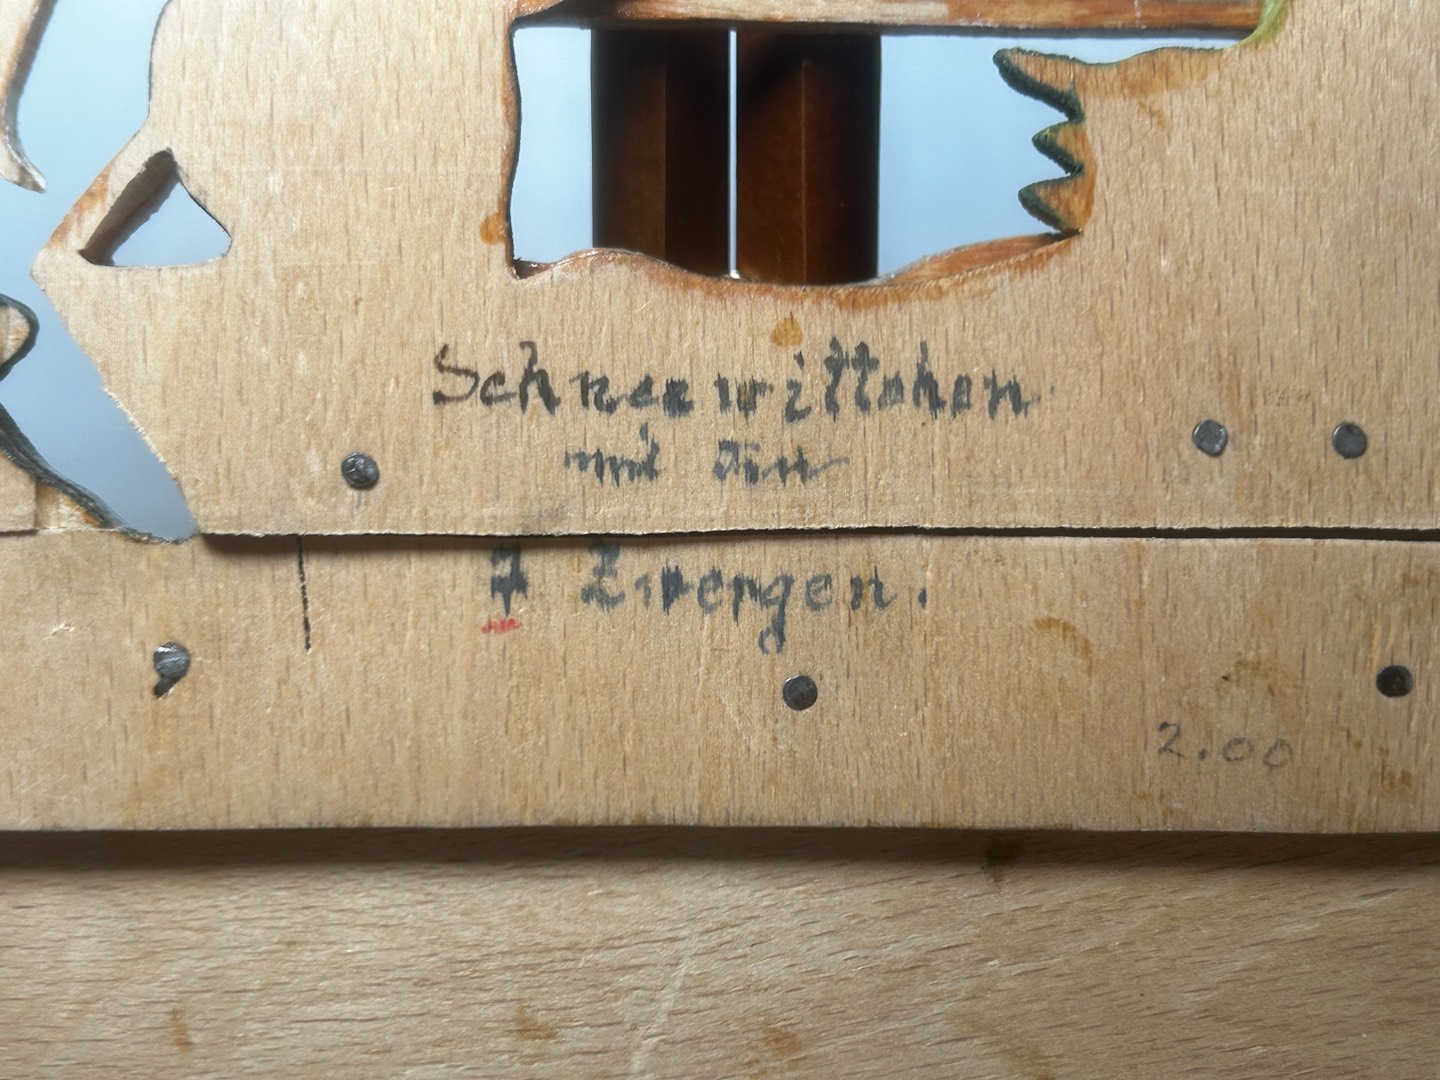 Schneewittchen
mit den
7 Zwergen.
2.00